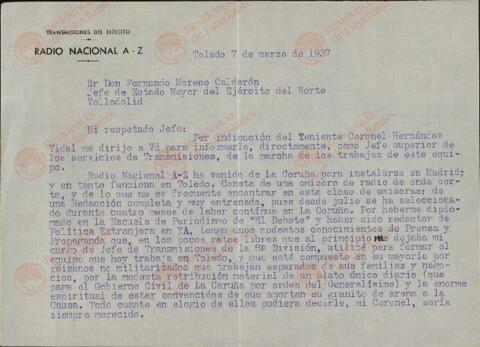 TRANSMISIONES DEL EJÉRCITO
RADIO NACIONAL A - Z
Toledo 7 de marzo de 1937
Sr Don Fernando Moreno Calderón
Jefe de Estado Mayor del Ejército del Norte
Valladolid
Mi respetado Jefe:
Por indicación del Teniente Coronel Hernández
Vidal me dirijo a Vd para informarlo, directamente, como Jefe superior de
los servicios de Transmisiones, de la marcha de los trabajos de este equi-
po.
Radio Nacional A-Z ha venido de La Coruña para instalarse en Madrid;
y en tanto funciona en Toledo. Consta de una emisora de radio de onda cor-
ta, y de lo que no es frecuente encontrar en esta clase de emisoras; de
una Redacción completa y muy entrenada, pues desde julio se ha selecciona-
do durante cuatro meses de labor contínua en La Coruña. Por haberme diplo-
mado en la Escuela de Periodismo de "El Debate" y haber sido redactor de
Política Extranjera en YA, tengo unos modestos conocimientos de Prensa y
Propaganda que, en los pocos ratos libres que al principio me dejaba mi
cargo de Jefe de Transmisiones de la 8ª División, utilicé para formar el
equipo que hoy trabaja en Toledo, y que está compuesto en su mayoría por
paisanos no militarizados que trabajan separados de sus familias y nego-
cios, por la modesta retribución material de un plato único diario (que
paga el Gobierno Civil de La Coruña por orden del Generalísimo) y la enorme
espiritual de estar convencidos de que aportan su granito de arena a la
Causa. Todo cuanto en elogio de ellos pudiera decirle, mi Coronel, sería
siempre merecido.